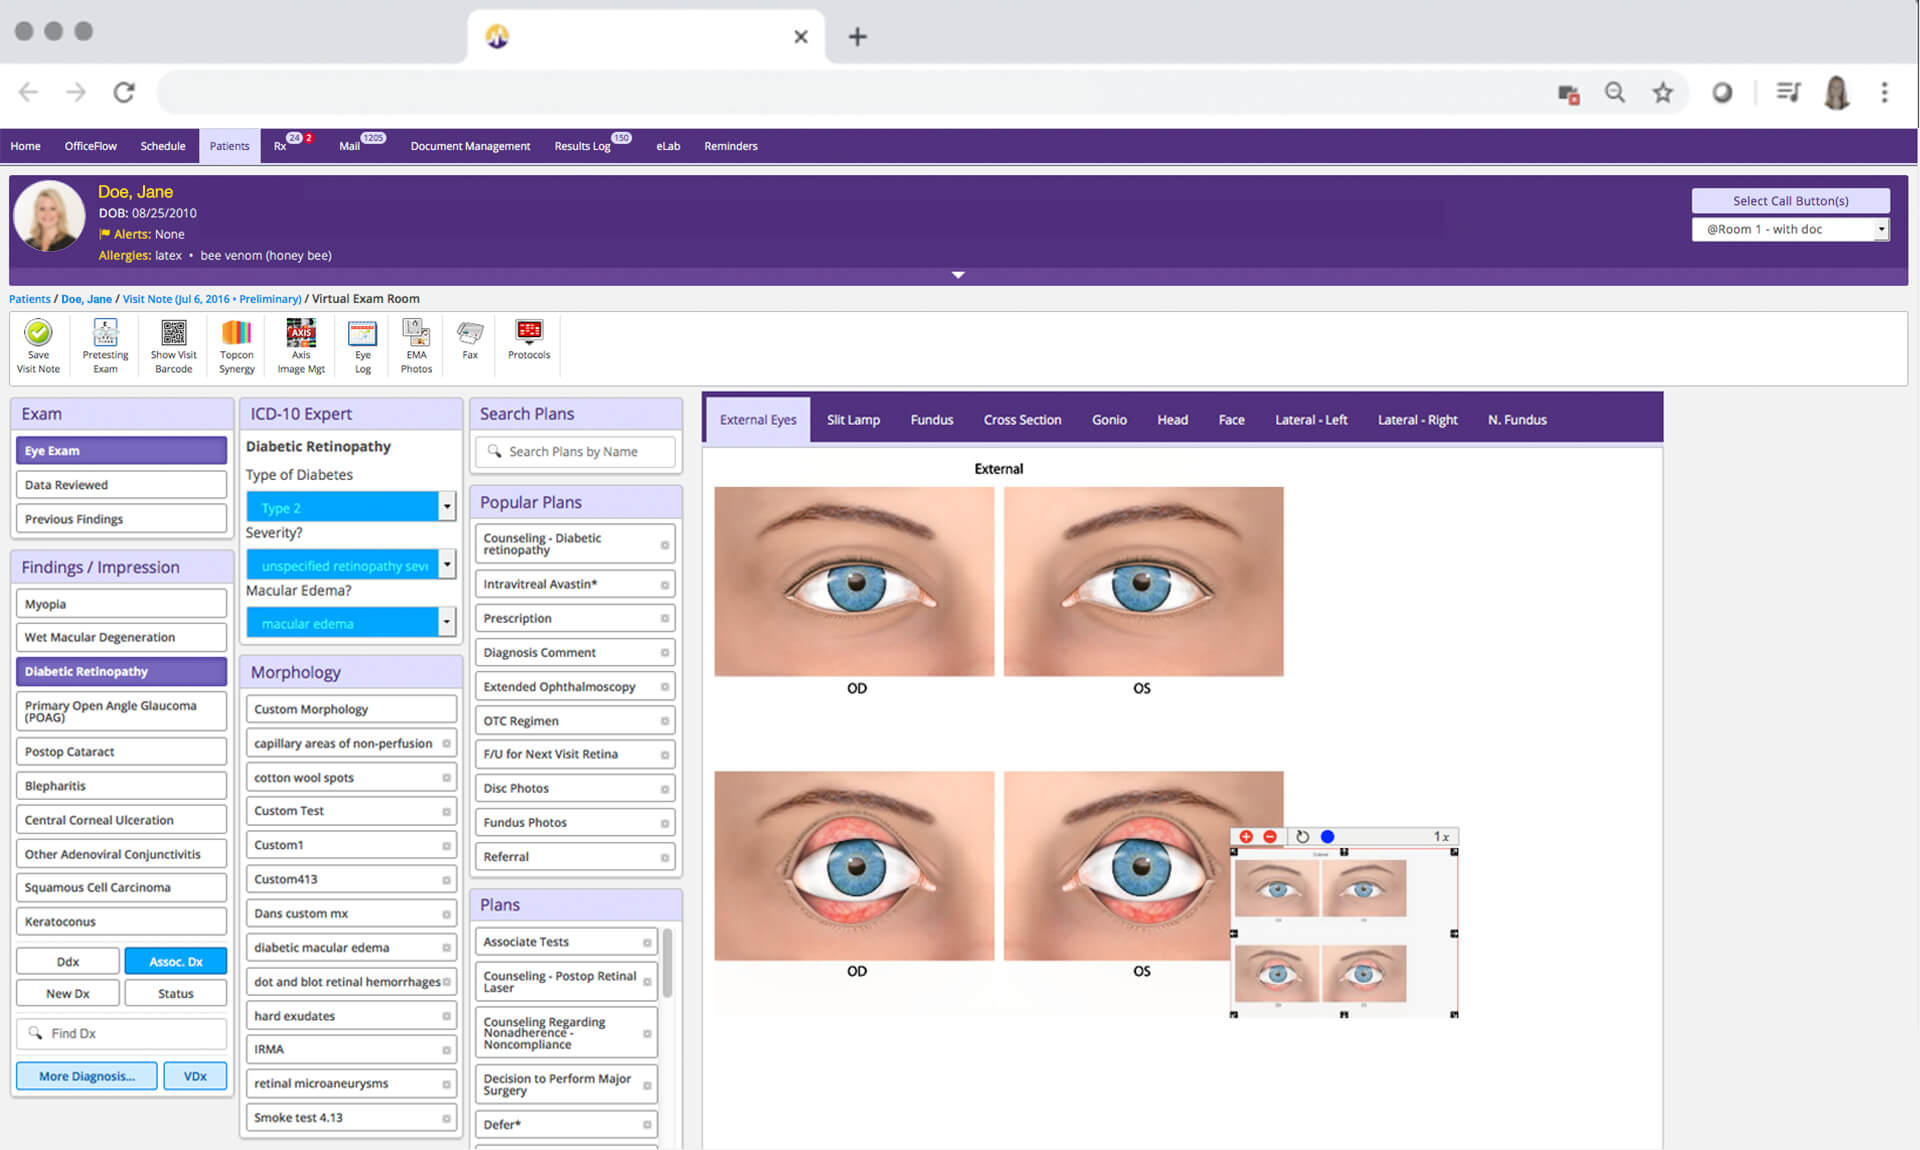 Home OfficeFlow Schedule Patients Rx 24 2 Mail 1205 Document Management Results Log 150 eLab Reminders
Doe, Jane
DOB: 08/25/2010
Alerts: None
Allergies: latex • bee venom (honey bee)
Select Call Button(s)
@Room 1 - with doc
Patients / Doe, Jane / Visit Note (Jul 6, 2016 • Preliminary) / Virtual Exam Room
Save
Visit Note
Pretesting
Exam
Show Visit
Barcode
Topcon
Synergy
AXIS
Axis
Image Mgt
Eye
Log
EMA
Photos
Fax
Protocols
Exam
Eye Exam
Data Reviewed
Previous Findings
Findings / Impression
Myopia
Wet Macular Degeneration
Diabetic Retinopathy
Primary Open Angle Glaucoma
(POAG)
Postop Cataract
Blepharitis
Central Corneal Ulceration
Other Adenoviral Conjunctivitis
Squamous Cell Carcinoma
Keratoconus
Ddx Assoc. Dx
New Dx Status
Find Dx
More Diagnosis... VDx
ICD-10 Expert
Diabetic Retinopathy
Type of Diabetes
Type 2
Severity?
unspecified retinopathy seve
Macular Edema?
macular edema
Morphology
Custom Morphology
capillary areas of non-perfusion
cotton wool spots
Custom Test
Custom1
Custom413
Dans custom mx
diabetic macular edema
dot and blot retinal hemorrhages
hard exudates
IRMA
retinal microaneurysms
Smoke test 4.13
Search Plans
Search Plans by Name
Popular Plans
Counseling - Diabetic
retinopathy
Intravitreal Avastin*
Prescription
Diagnosis Comment
Extended Ophthalmoscopy
OTC Regimen
F/U for Next Visit Retina
Disc Photos
Fundus Photos
Referral
Plans
Associate Tests
Counseling - Postop Retinal
Laser
Counseling Regarding
Nonadherence -
Noncompliance
Decision to Perform Major
Surgery
Defer*
External Eyes Slit Lamp Fundus Cross Section Gonio Head Face Lateral - Left Lateral - Right N. Fundus
External
OD OS
OD OS
1x